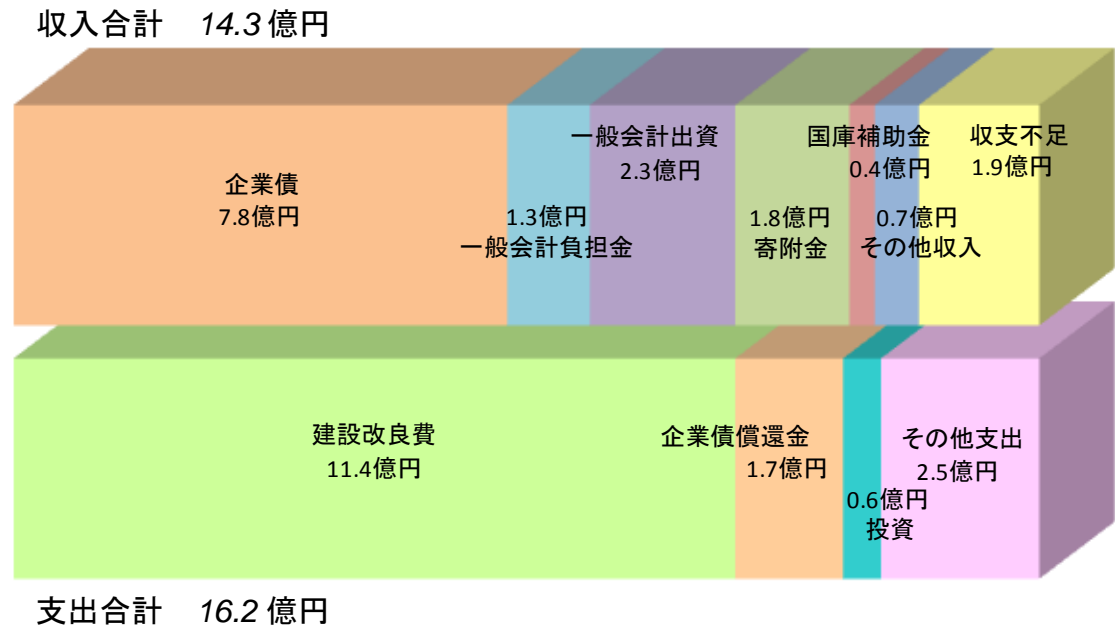 収入合計 14.3億円
企業債
7.8億円
1.3億円
一般会計負担金
一般会計出資
2.3億円
1.8億円
寄附金
国庫補助金
0.4億円
0.7億円
その他収入
収支不足
1.9億円
建設改良費
11.4億円
企業債償還金
1.7億円
0.6億円
投資
その他支出
2.5億円
支出合計 16.2億円